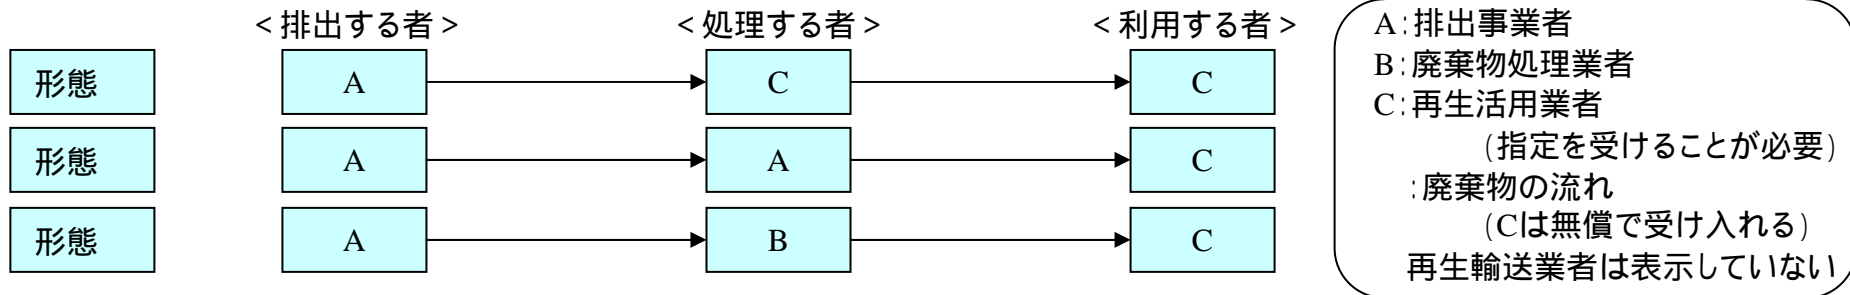 <排出する者> <処理する者> <利用する者>
形態 A C C
形態 A A C
形態 A B C
A:排出事業者
B:廃棄物処理業者
C:再生活用業者
(指定を受けることが必要)
:廃棄物の流れ
(Cは無償で受け入れる)
再生輸送業者は表示していない